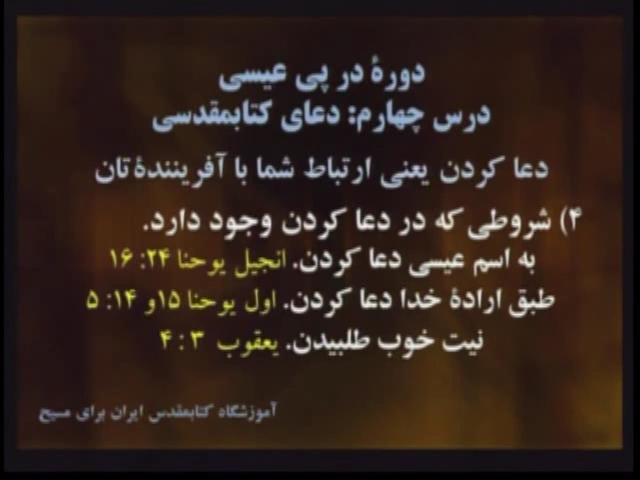 دورهٔ در پی عیسی
درس چهارم: دعای کتابمقدسی
دعا کردن یعنی ارتباط شما با آفرینندهٔ تان
۴) شروطی که در دعا کردن وجود دارد.
به اسم عیسی دعا کردن. انجیل یوحنا ۲۴: ۱۶
طبق ارادهٔ خدا دعا کردن. اول یوحنا ۱۵و ۱۴: ۵
نیت خوب طلبیدن. یعقوب ۳ : ۴
آموزشگاه کتابمقدس ایران برای مسیح